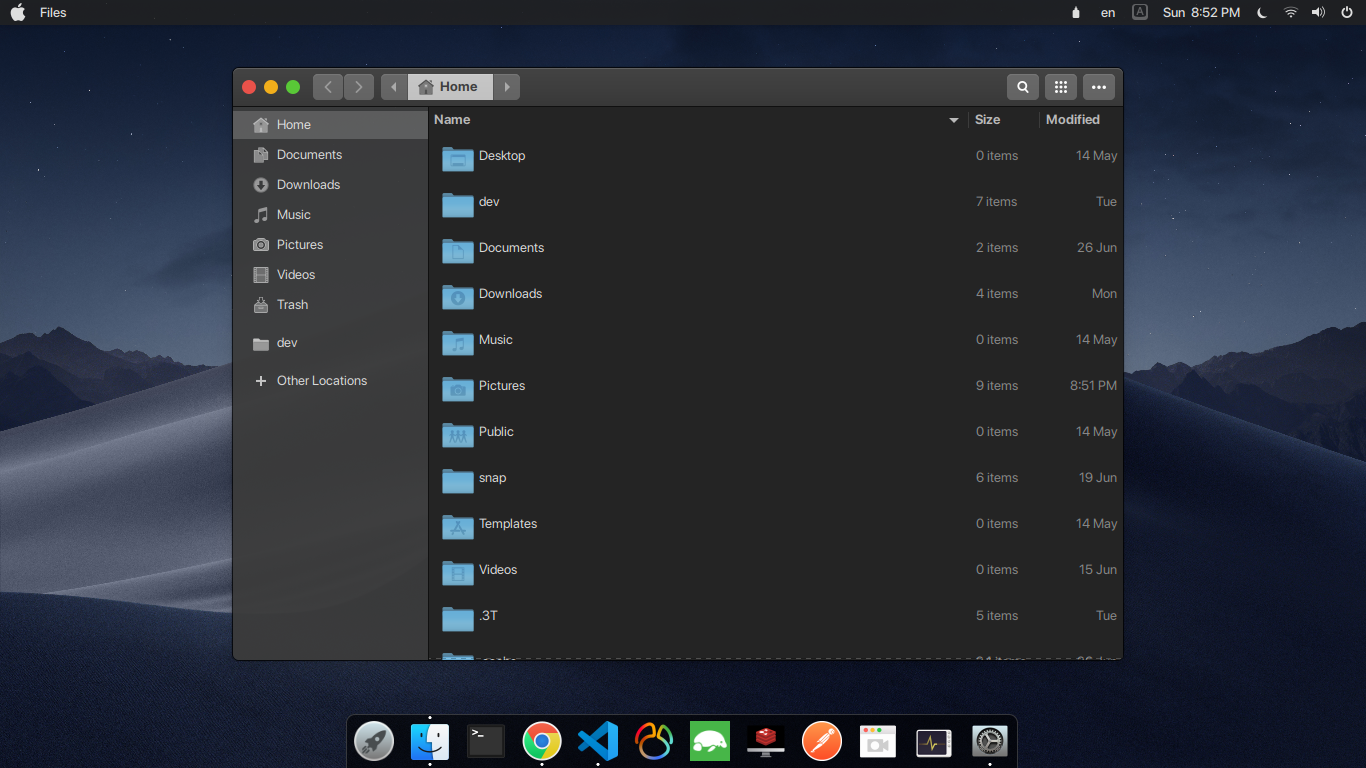 Files
en A Sun 8:52 PM
Home
Name Size Modified
Home
Documents
Downloads
Music
Pictures
Videos
Trash
dev
Other Locations
Desktop 0 items 14 May
dev 7 items Tue
Documents 2 items 26 Jun
Downloads 4 items Mon
Music 0 items 14 May
Pictures 9 items 8:51 PM
Public 0 items 14 May
snap 6 items 19 Jun
Templates 0 items 14 May
Videos 0 items 15 Jun
.3T 5 items Tue
>_